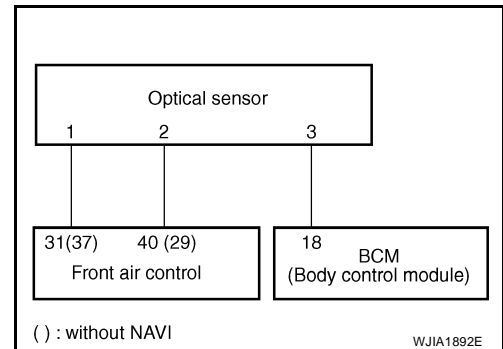 Optical sensor
1 2 3
31(37) 40 (29) 18
Front air control
BCM
(Body control module)
( ) : without NAVI
WJIA1892E